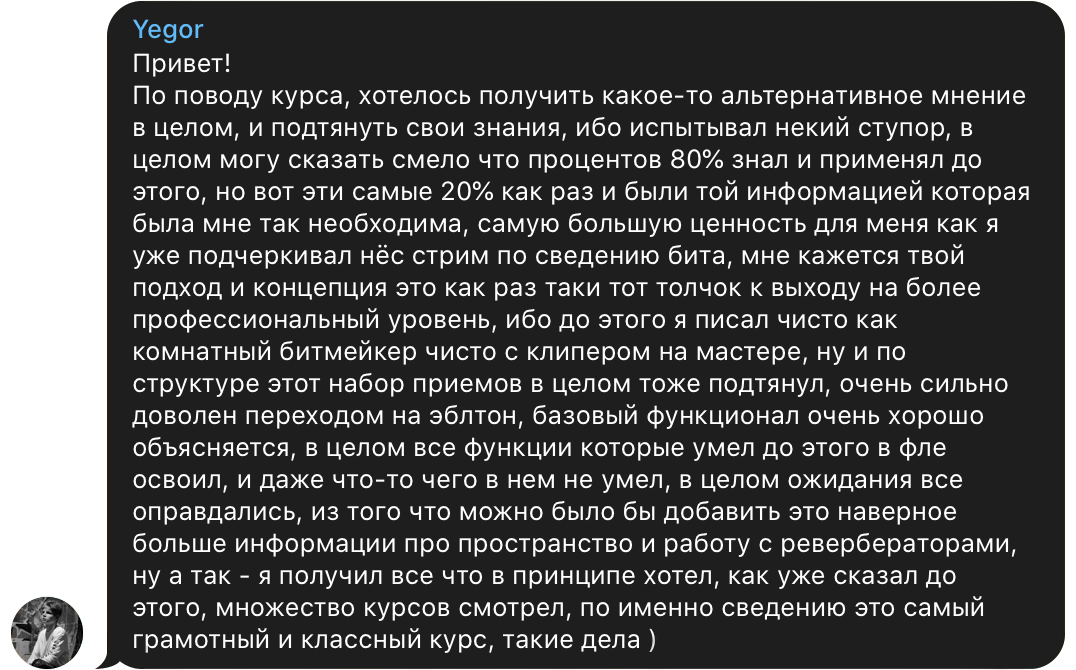 Yegor
Привет!
По поводу курса, хотелось получить какое-то альтернативное мнение
в целом, и подтянуть свои знания, ибо испытывал некий ступор, в
целом могу сказать смело что процентов 80% знал и применял до
этого, но вот эти самые 20% как раз и были той информацией которая
была мне так необходима, самую большую ценность для меня как я
уже подчеркивал нёс стрим по сведению бита, мне кажется твой
подход и концепция это как раз таки тот толчок к выходу на более
профессиональный уровень, ибо до этого я писал чисто как
комнатный битмейкер чисто с клипером на мастере, ну и по
структуре этот набор приемов в целом тоже подтянул, очень сильно
доволен переходом на эблтон, базовый функционал очень хорошо
объясняется, в целом все функции которые умел до этого в фле
освоил, и даже что-то чего в нем не умел, в целом ожидания все
оправдались, из того что можно было бы добавить это наверное
больше информации про пространство и работу с ревербераторами,
ну а так - я получил все что в принципе хотел, как уже сказал до
этого, множество курсов смотрел, по именно сведению это самый
грамотный и классный курс, такие дела )